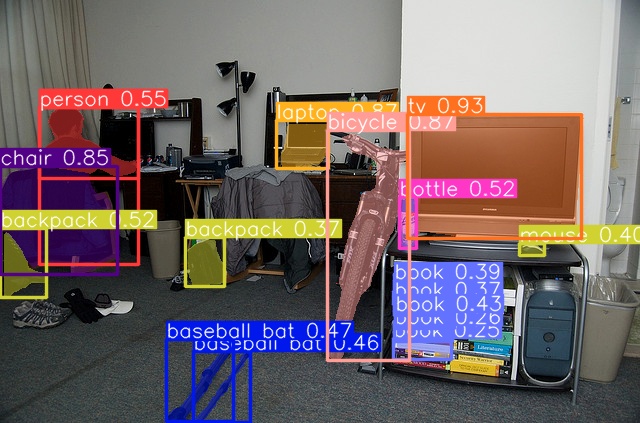 person 0.55
laptop 0.87
tv 0.93
bicycle 0.87
chair 0.85
bottle 0.52
backpack 0.52
backpack 0.37
mouse 0.40
book 0.39
book 0.37
book 0.43
book 0.26
book 0.25
baseball bat 0.47
baseball bat 0.46
Literature